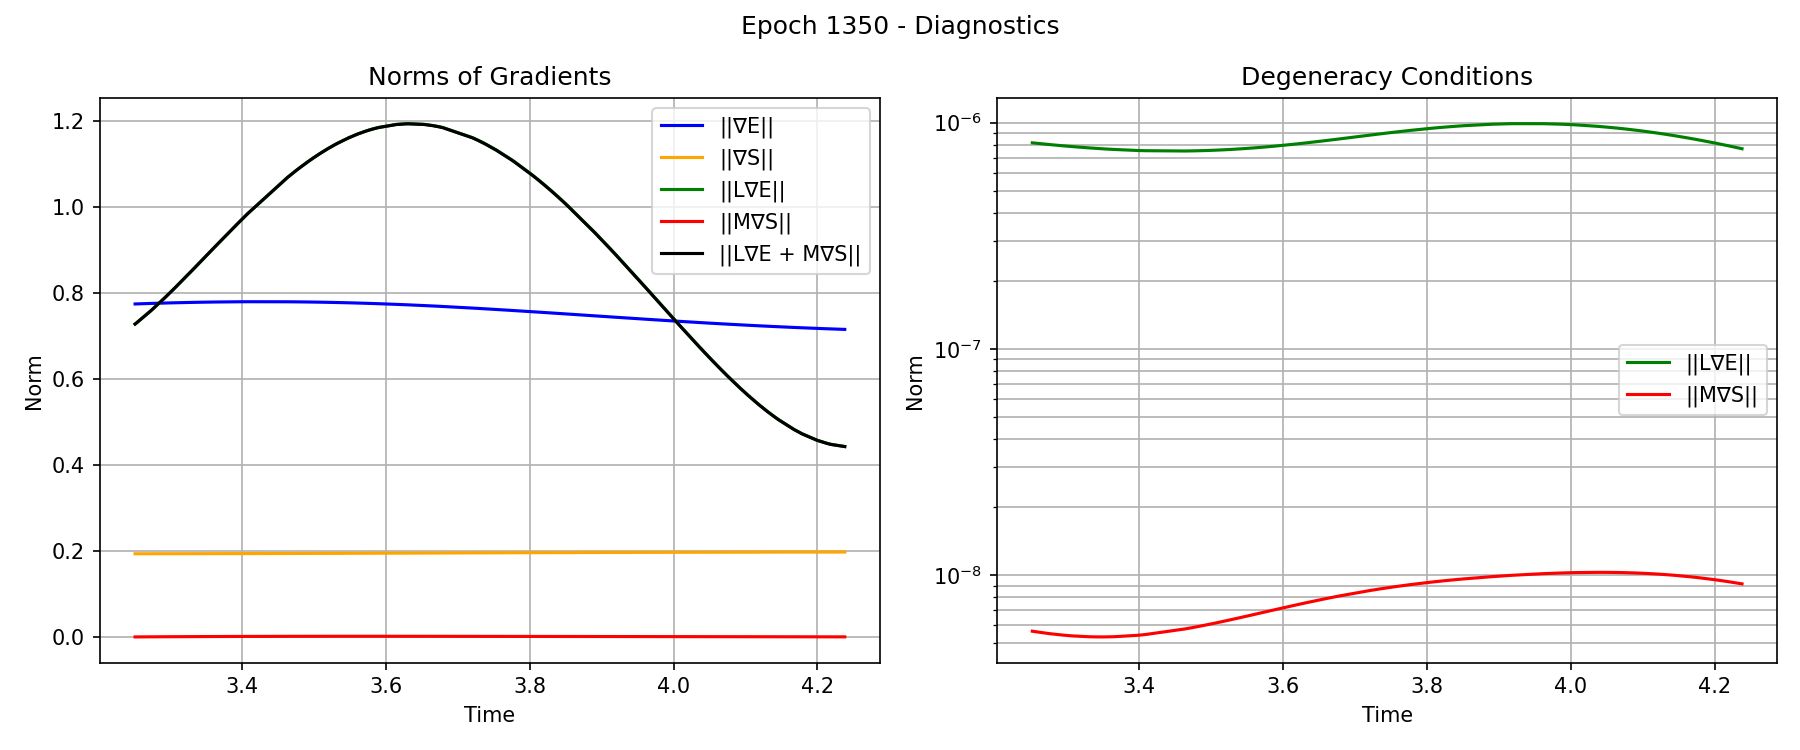 Epoch 1350 - Diagnostics
Norms of Gradients
Norm
1.2
1.0
0.8
0.6
0.4
0.2
0.0
||∇E||
||∇S||
||L∇E||
||M∇S||
||L∇E + M∇S||
3.4 3.6 3.8 4.0 4.2
Time
Degeneracy Conditions
Norm
10⁻⁶
10⁻⁷
10⁻⁸
||L∇E||
||M∇S||
3.4 3.6 3.8 4.0 4.2
Time